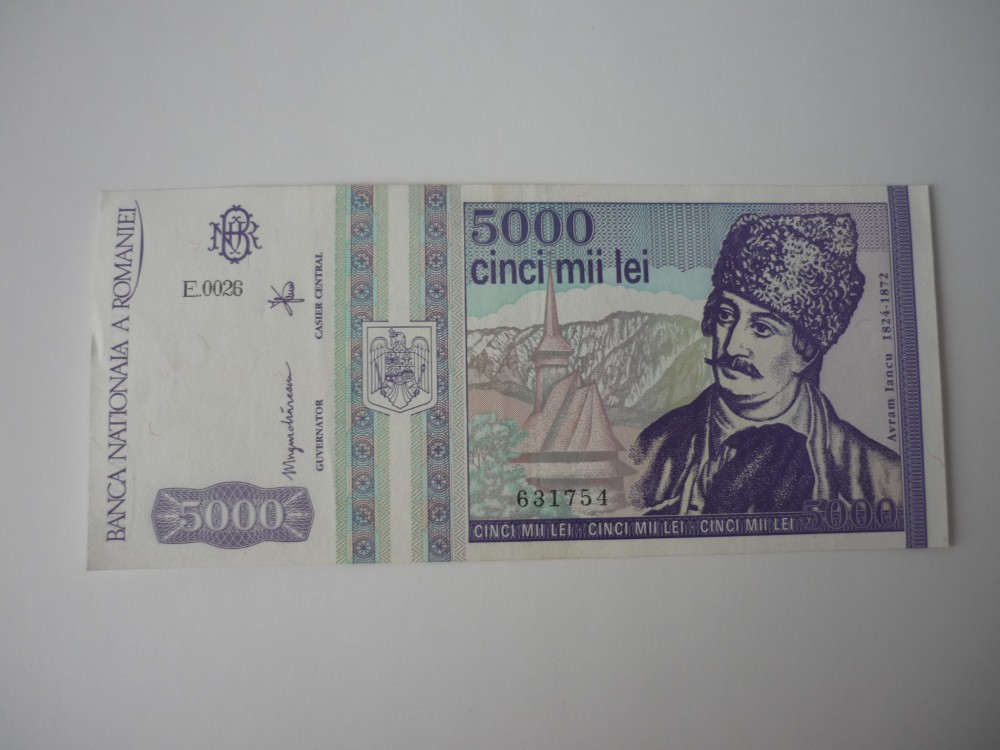 BANCA NATIONALA A ROMANIEI
E.0026
CASIER CENTRAL
GUVERNATOR
5000
5000
cinci mii lei
Avram Iancu 1824-1872
631754
CINCI MII LEI CINCI MII LEI CINCI MII LEI 5000